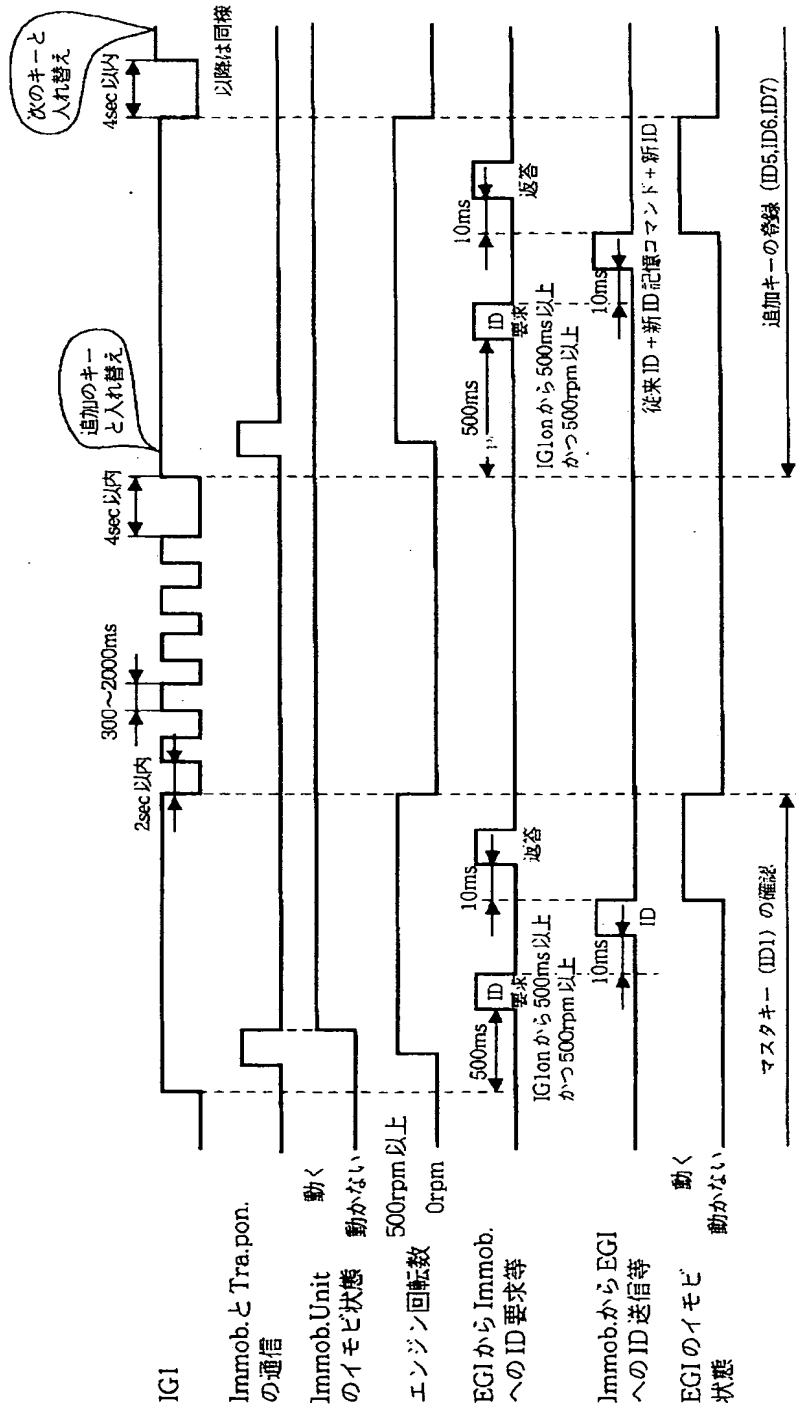 IG1
Immob.とTra.pon.
の通信
Immob.Unit
のイモビ状態
動く
動かない
エンジン回転数
500rpm以上
0rpm
EGIからImmob.
へのID要求等
Immob.からEGI
へのID送信等
EGIのイモビ
状態
動く
動かない
2sec以内
300～2000ms
4sec以内
追加のキー
と入れ替え
4sec以内
次のキーと
入れ替え
以降は同様
500ms
ID
要求
IG1onから500ms以上
かつ500rpm以上
10ms
返答
10ms
ID
500ms
ID
要求
IG1onから500ms以上
かつ500rpm以上
10ms
返答
10ms
従来ID+新ID記憶コマンド+新ID
マスタキー（ID1）の確認
追加キーの登録（ID5,ID6,ID7）